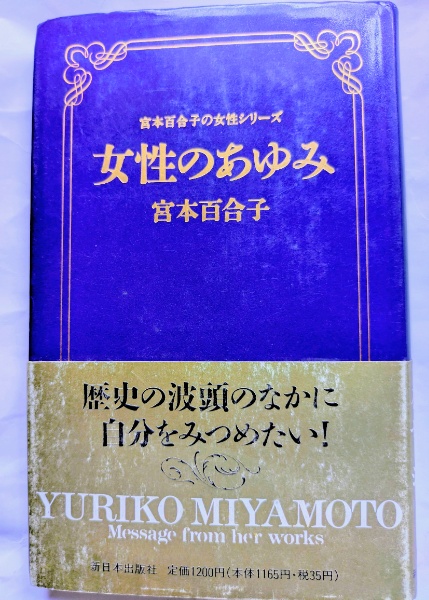 宮本百合子の女性シリーズ
女性のあゆみ
宮本百合子
歴史の波頭のなかに
自分をみつめたい!
YURIKO MIYAMOTO
Message from her works
新日本出版社 定価1200円(本体1165円・税35円)